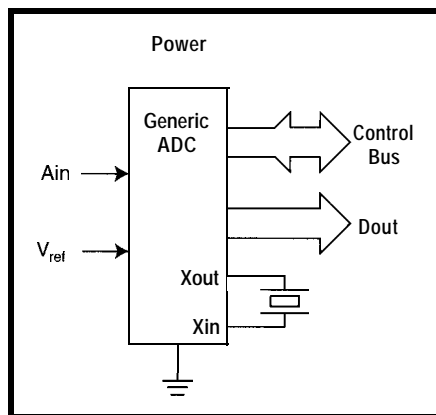 Power
Generic
ADC
Control
Bus
Ain
Dout
Vref
Xout
Xin